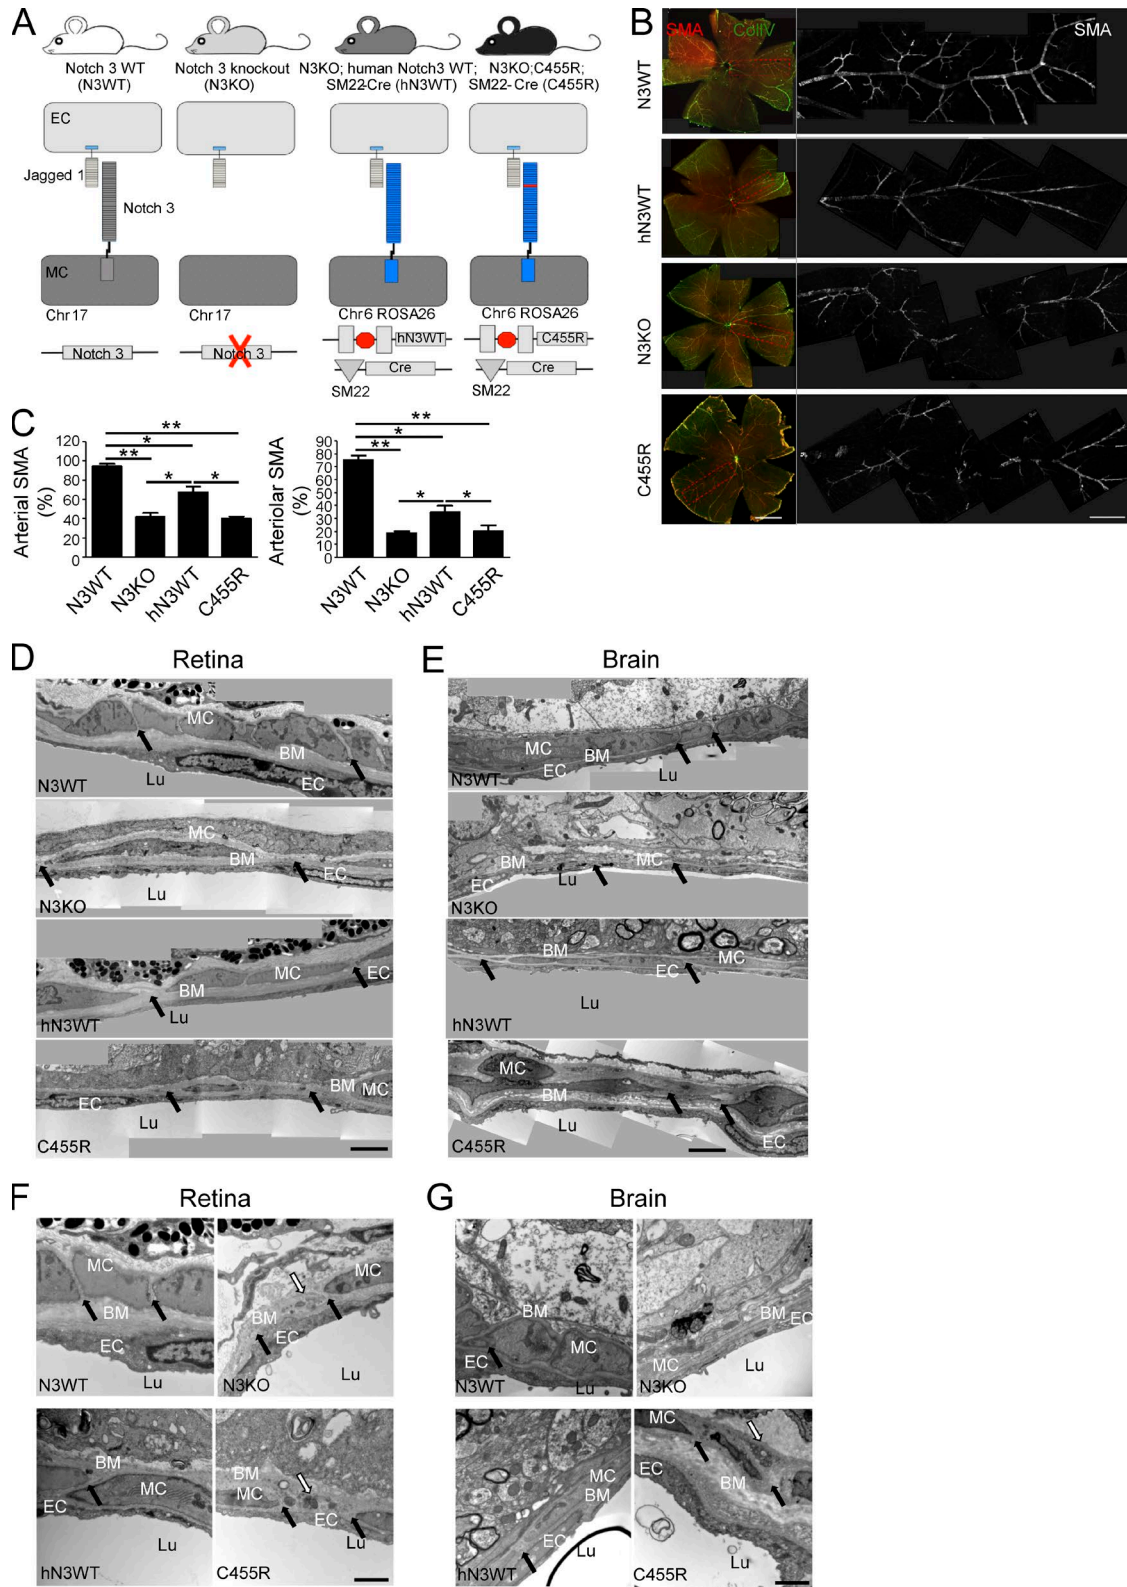 A
Notch 3 WT
(N3WT)
Notch 3 knockout
(N3KO)
N3KO; human Notch3 WT;
SM22-Cre (hN3WT)
N3KO;C455R;
SM22-Cre (C455R)
EC
Jagged 1
Notch 3
MC
Chr17
Chr17
Chr6 ROSA26
Chr6 ROSA26
Notch 3
Notch 3
hN3WT
C455R
Cre
Cre
SM22
SM22
B
SMA
CollV
SMA
N3WT
hN3WT
N3KO
C455R
C
Arterial SMA
(%)
120
100
80
60
40
20
0
**
*
**
*
*
N3WT
N3KO
hN3WT
C455R
Arteriolar SMA
(%)
80
70
60
50
40
30
20
10
0
**
*
**
*
*
N3WT
N3KO
hN3WT
C455R
D
Retina
MC
BM
Lu
EC
N3WT
MC
BM
EC
Lu
N3KO
MC
EC
BM
Lu
hN3WT
BM
MC
EC
Lu
C455R
E
Brain
MC
BM
EC
Lu
N3WT
BM
MC
Lu
EC
N3KO
BM
MC
EC
Lu
hN3WT
MC
BM
Lu
EC
C455R
F
Retina
MC
BM
EC
Lu
N3WT
MC
BM
EC
Lu
N3KO
BM
MC
EC
Lu
hN3WT
BM
MC
EC
Lu
C455R
G
Brain
BM
MC
EC
Lu
N3WT
BM
EC
MC
Lu
N3KO
MC
BM
EC
Lu
hN3WT
MC
EC
BM
Lu
C455R